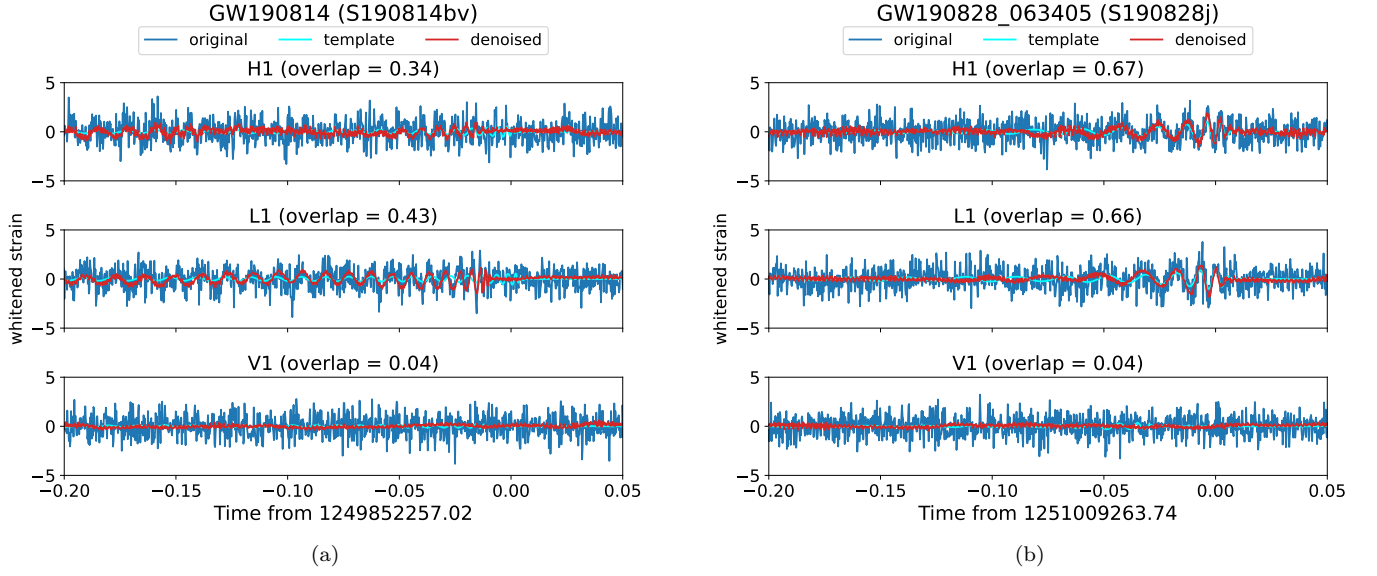 GW190814 (S190814bv)
original template denoised
H1 (overlap = 0.34)
5
0
−5
L1 (overlap = 0.43)
5
0
−5
whitened strain
V1 (overlap = 0.04)
5
0
−5
−0.20 −0.15 −0.10 −0.05 0.00 0.05
Time from 1249852257.02
(a)
GW190828_063405 (S190828j)
original template denoised
H1 (overlap = 0.67)
5
0
−5
L1 (overlap = 0.66)
5
0
−5
whitened strain
V1 (overlap = 0.04)
5
0
−5
−0.20 −0.15 −0.10 −0.05 0.00 0.05
Time from 1251009263.74
(b)